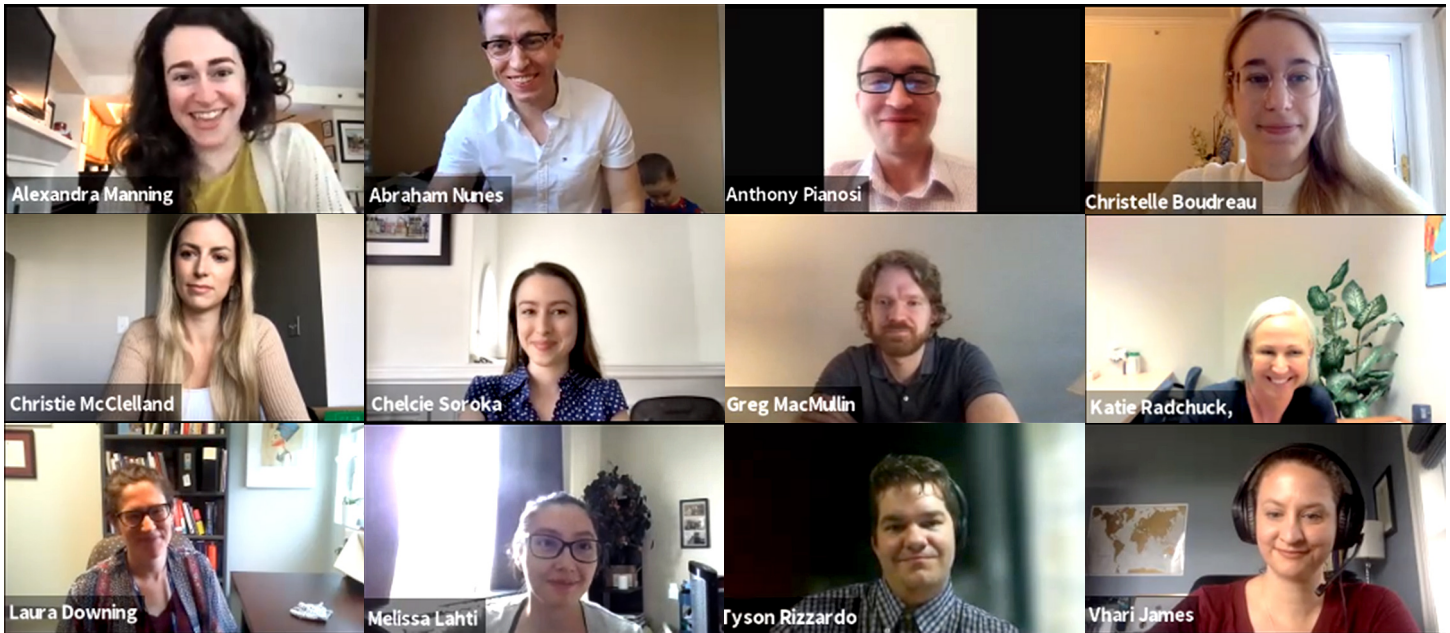 Alexandra Manning
Abraham Nunes
Anthony Pianosi
Christelle Boudreau
Christie McClelland
Chelcie Soroka
Greg MacMullin
Katie Radchuck,
Laura Downing
Melissa Lahti
Tyson Rizzardo
Vhari James